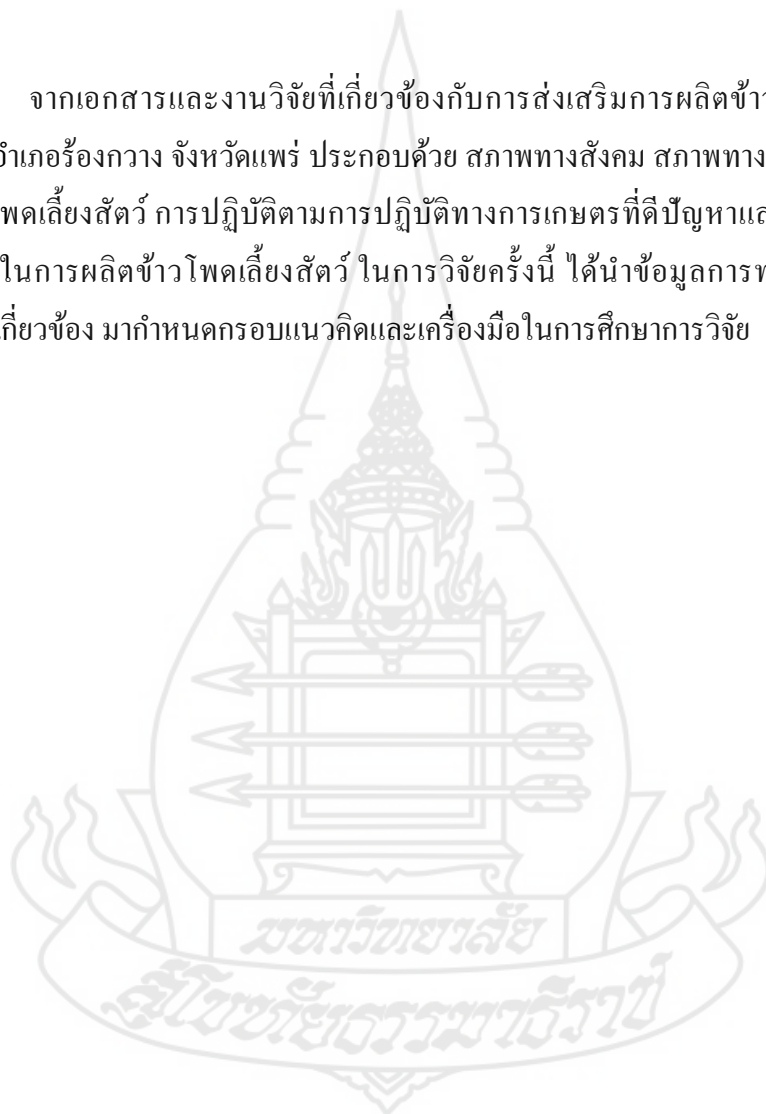 จากเอกสารและงานวิจัยที่เกี่ยวข้องกับการส่งเสริมการผลิตข้าว
อำเภอร้องกวาง จังหวัดแพร่ ประกอบด้วย สภาพทางสังคม สภาพทาง
พดเลี้ยงสัตว์ การปฏิบัติตามการปฏิบัติทางการเกษตรที่ดีปัญหาแล
ในการผลิตข้าวโพดเลี้ยงสัตว์ ในการวิจัยครั้งนี้ ได้นำข้อมูลการท
เกี่ยวข้อง มากำหนดกรอบแนวคิดและเครื่องมือในการศึกษาการวิจัย
มหาวิทยาลัย
สุโขทัยธรรมาธิราช